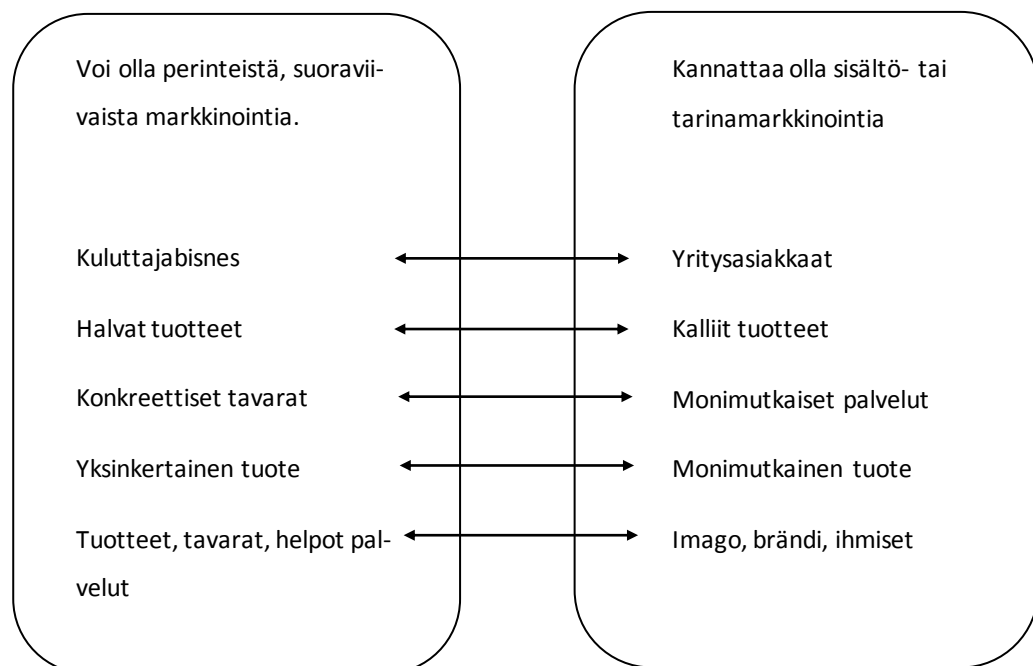 Voi olla perinteistä, suoravii-
vaista markkinointia.
Kuluttajabisnes
Halvat tuotteet
Konkreettiset tavarat
Yksinkertainen tuote
Tuotteet, tavarat, helpot pal-
velut
Kannattaa olla sisältö- tai
tarinamarkkinointia
Yritysasiakkaat
Kalliit tuotteet
Monimutkaiset palvelut
Monimutkainen tuote
Imago, brändi, ihmiset